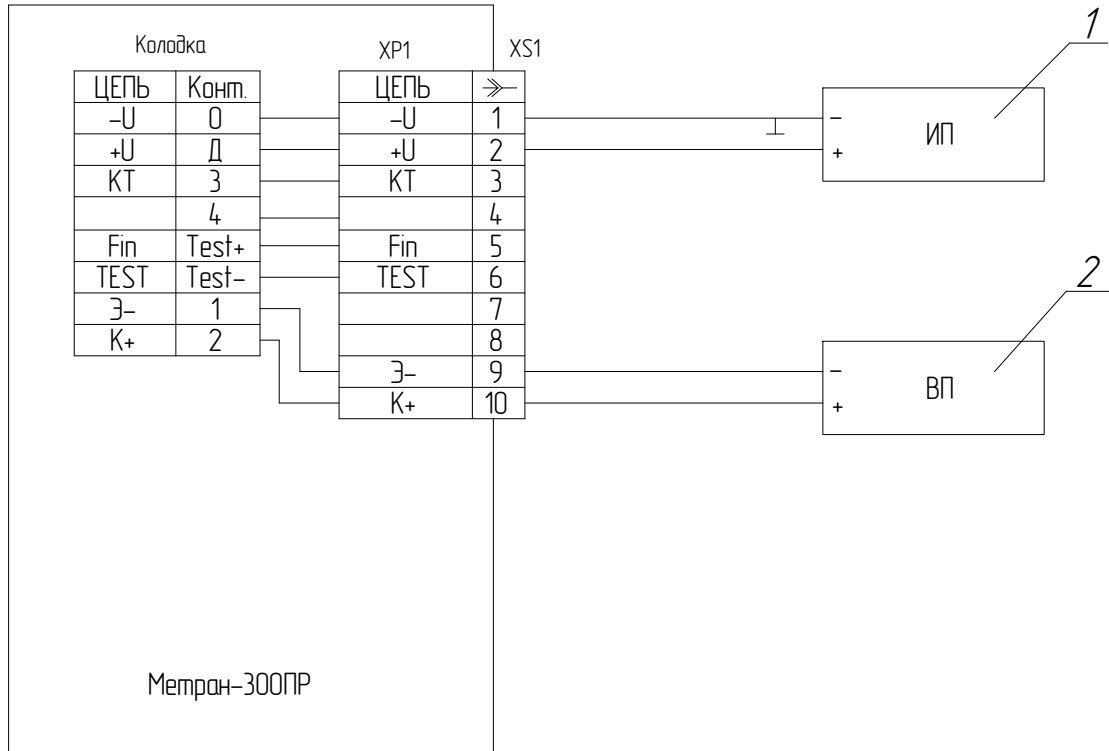 1
Колодка
XP1
XS1
ЦЕПЬ Конт. ЦЕПЬ
-U 0 -U 1 - ИП
+U Д +U 2 +
КТ 3 КТ 3
4 4
Fin Test+ Fin 5
TEST Test- TEST 6
Э- 1 7
К+ 2 8
2
Э- 9 - ВП
К+ 10 +
Метран-300ПР